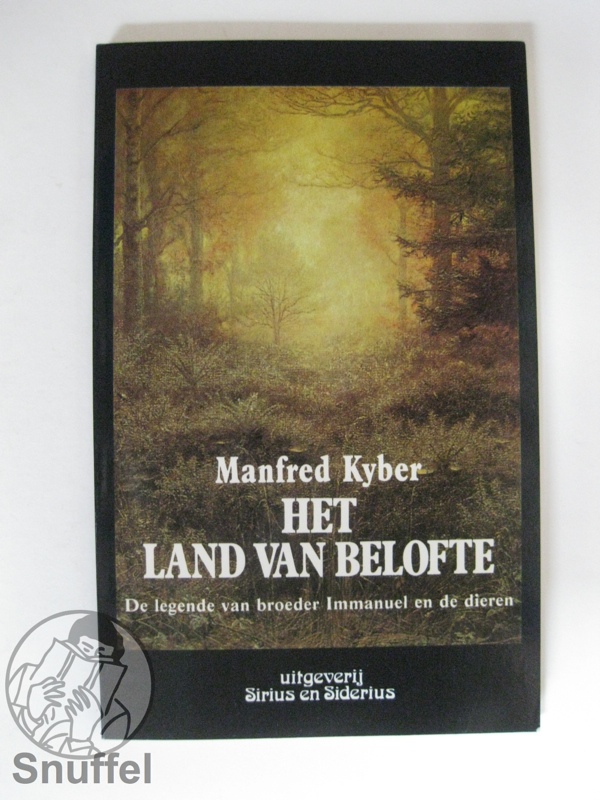 Manfred Kyber
HET
LAND VAN BELOFTE
De legende van broeder Immanuel en de dieren
uitgeverij
Sirius en Siderius
Snuffel